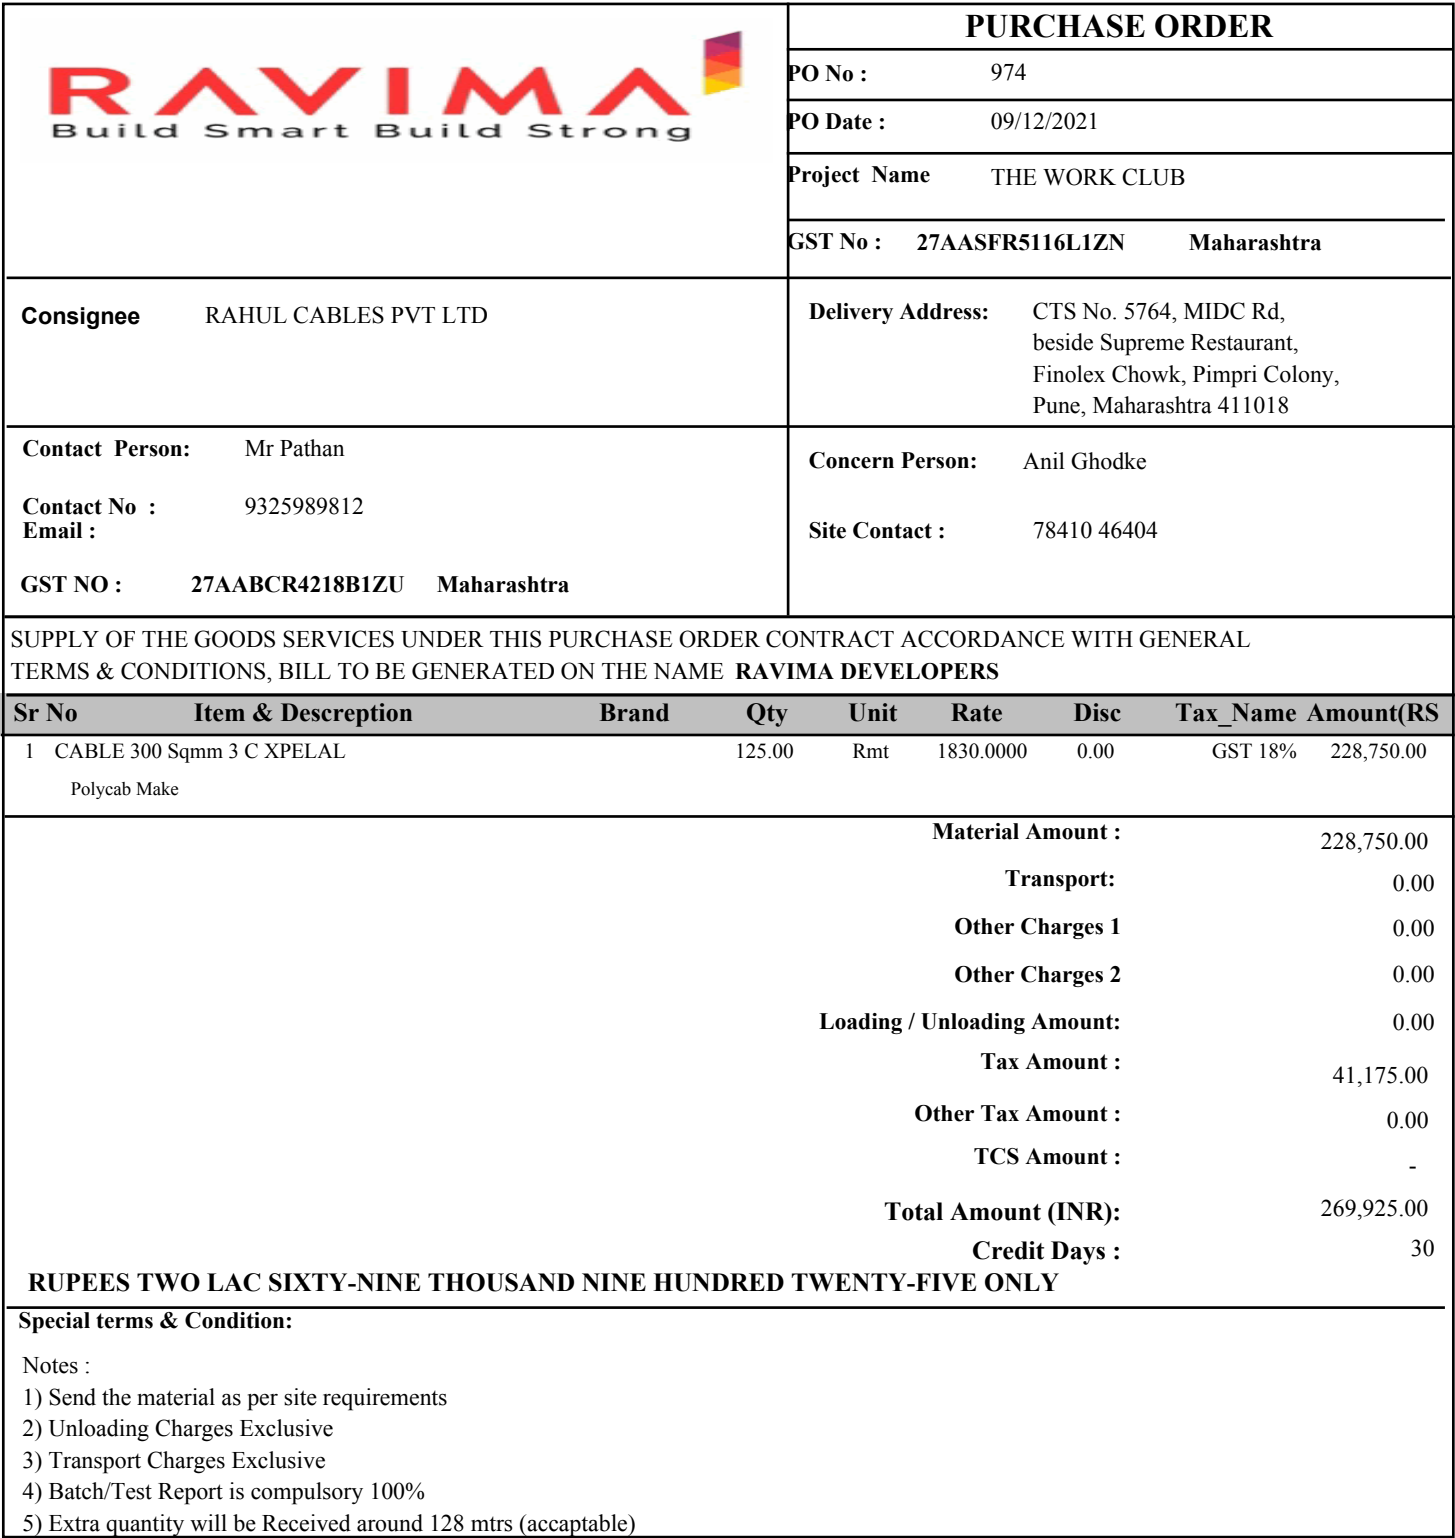 RAVIMA
Build Smart Build Strong
PURCHASE ORDER
PO No : 974
PO Date : 09/12/2021
Project Name THE WORK CLUB
GST No : 27AASFR5116L1ZN Maharashtra
Consignee RAHUL CABLES PVT LTD
Delivery Address: CTS No. 5764, MIDC Rd,
beside Supreme Restaurant,
Finolex Chowk, Pimpri Colony,
Pune, Maharashtra 411018
Contact Person: Mr Pathan
Contact No : 9325989812
Email :
GST NO : 27AABCR4218B1ZU Maharashtra
Concern Person: Anil Ghodke
Site Contact : 78410 46404
SUPPLY OF THE GOODS SERVICES UNDER THIS PURCHASE ORDER CONTRACT ACCORDANCE WITH GENERAL
TERMS & CONDITIONS, BILL TO BE GENERATED ON THE NAME RAVIMA DEVELOPERS
Sr No Item & Descreption Brand Qty Unit Rate Disc Tax_Name Amount(RS
1 CABLE 300 Sqmm 3 C XPELAL 125.00 Rmt 1830.0000 0.00 GST 18% 228,750.00
Polycab Make
Material Amount : 228,750.00
Transport: 0.00
Other Charges 1 0.00
Other Charges 2 0.00
Loading / Unloading Amount: 0.00
Tax Amount : 41,175.00
Other Tax Amount : 0.00
TCS Amount : -
Total Amount (INR): 269,925.00
Credit Days : 30
RUPEES TWO LAC SIXTY-NINE THOUSAND NINE HUNDRED TWENTY-FIVE ONLY
Special terms & Condition:
Notes :
1) Send the material as per site requirements
2) Unloading Charges Exclusive
3) Transport Charges Exclusive
4) Batch/Test Report is compulsory 100%
5) Extra quantity will be Received around 128 mtrs (accaptable)